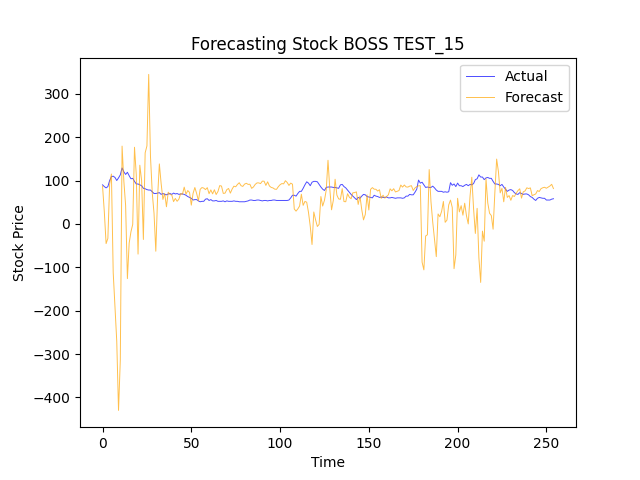 Forecasting Stock BOSS TEST_15
Actual
Forecast
300
200
100
0
−100
−200
−300
−400
Stock Price
0 50 100 150 200 250
Time